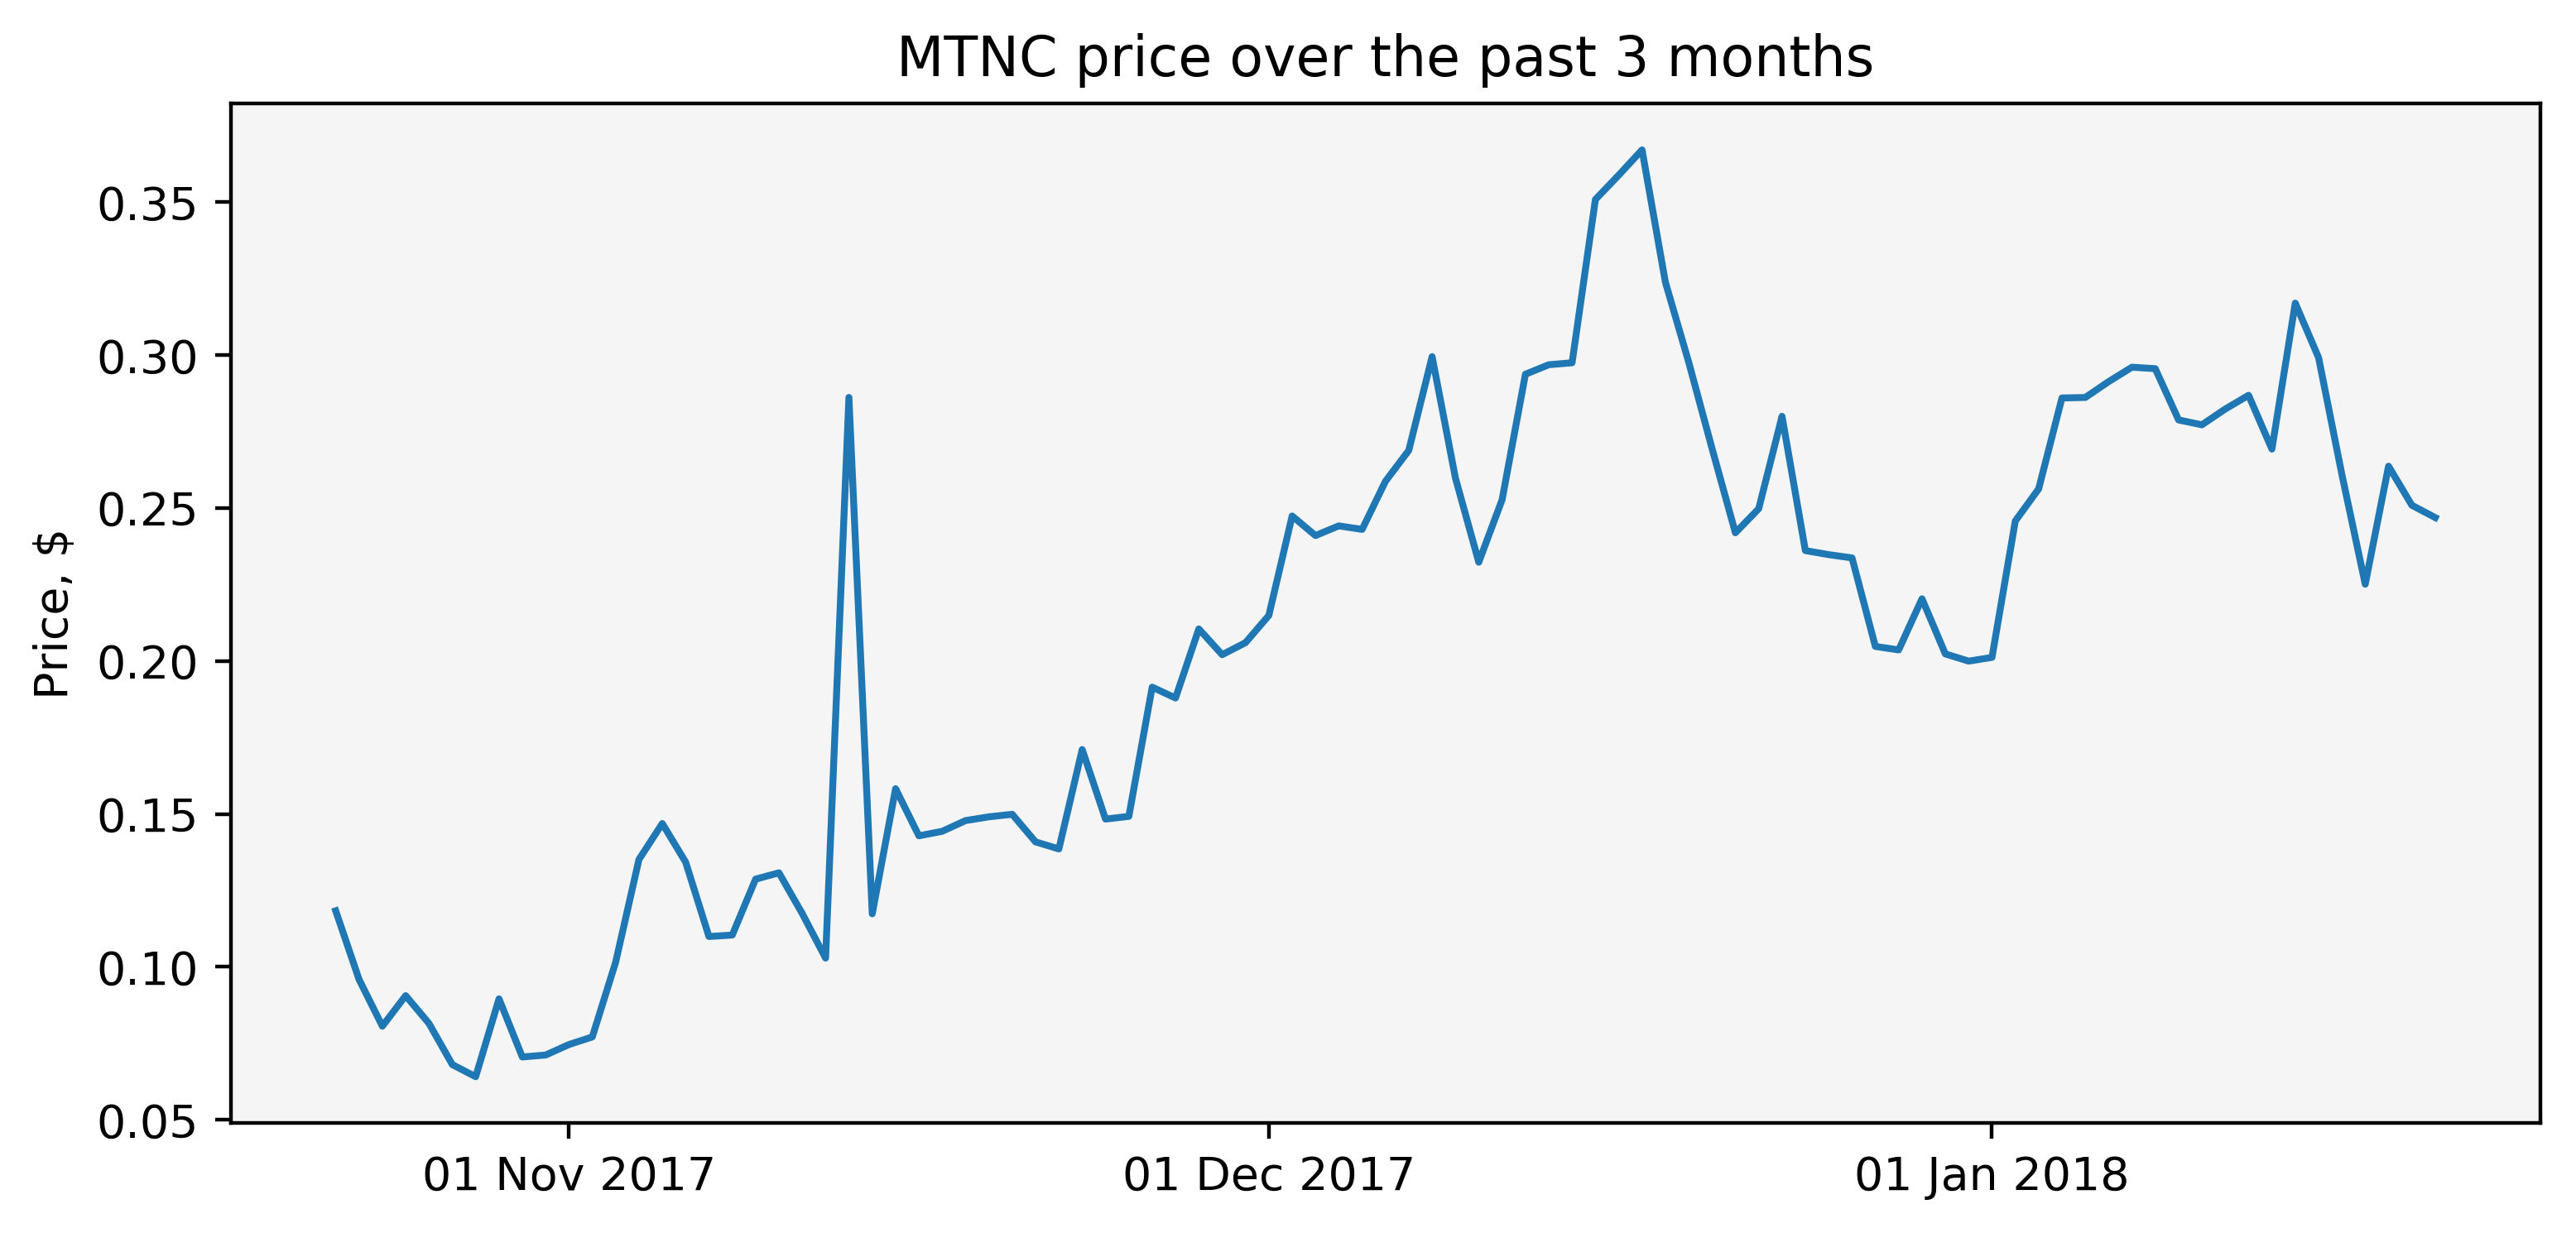 MTNC price over the past 3 months
Price, $
0.35
0.30
0.25
0.20
0.15
0.10
0.05
01 Nov 2017
01 Dec 2017
01 Jan 2018